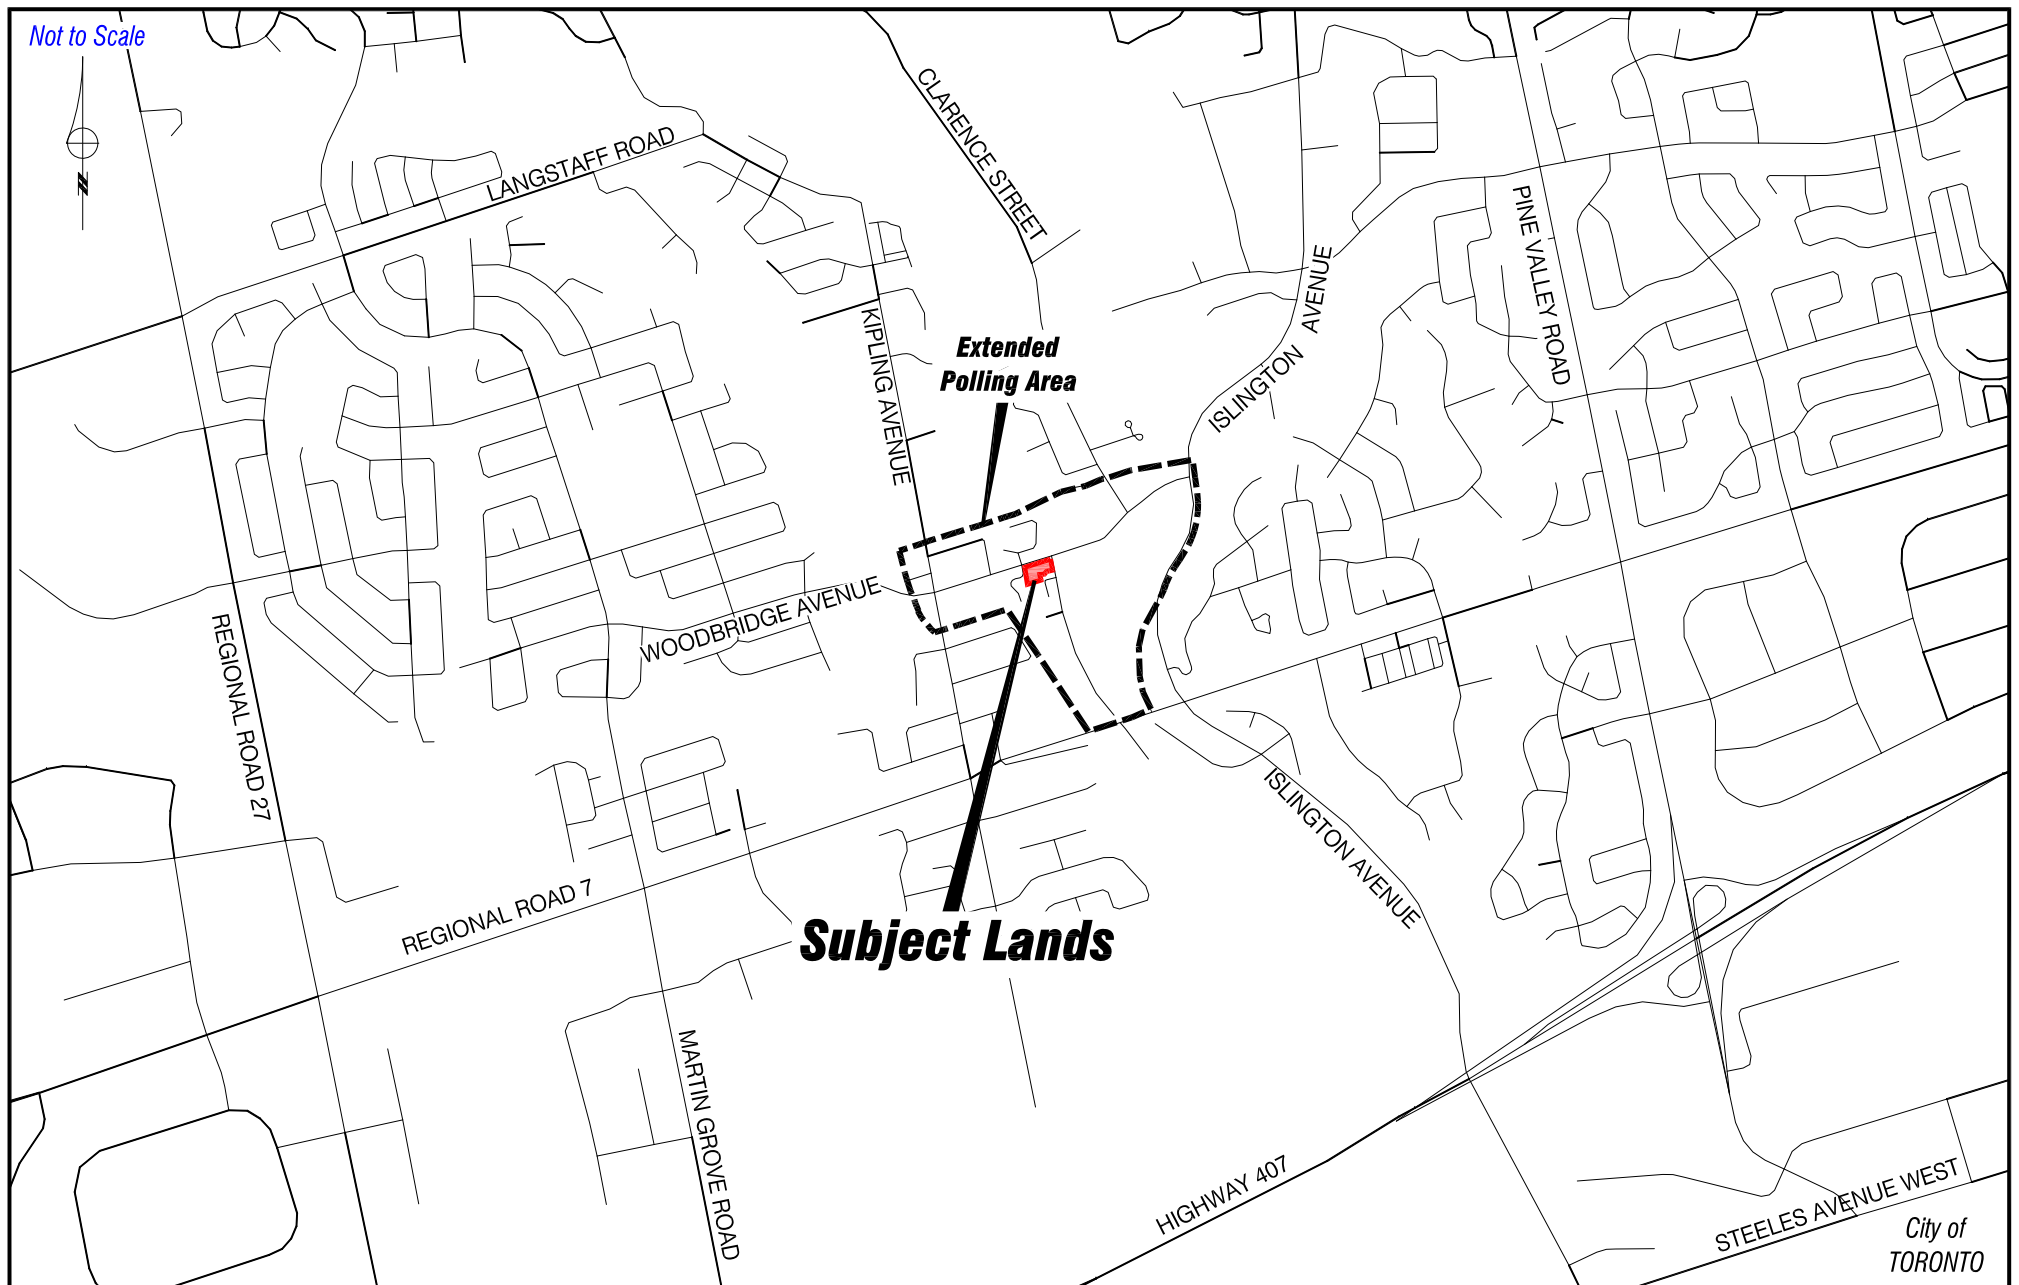 Not to Scale
N
LANGSTAFF ROAD
CLARENCE STREET
ISLINGTON AVENUE
PINE VALLEY ROAD
KIPLING AVENUE
Extended
Polling Area
WOODBRIDGE AVENUE
REGIONAL ROAD 27
ISLINGTON AVENUE
REGIONAL ROAD 7
Subject Lands
MARTIN GROVE ROAD
HIGHWAY 407
STEELES AVENUE WEST
City of
TORONTO